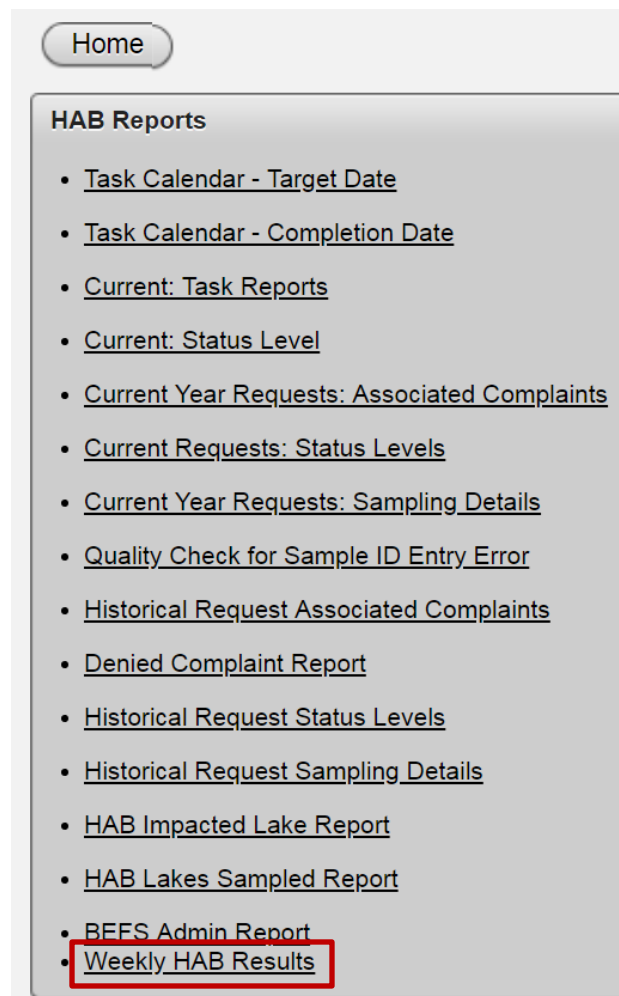 Home
HAB Reports
Task Calendar - Target Date
Task Calendar - Completion Date
Current: Task Reports
Current: Status Level
Current Year Requests: Associated Complaints
Current Requests: Status Levels
Current Year Requests: Sampling Details
Quality Check for Sample ID Entry Error
Historical Request Associated Complaints
Denied Complaint Report
Historical Request Status Levels
Historical Request Sampling Details
HAB Impacted Lake Report
HAB Lakes Sampled Report
BEFS Admin Report
Weekly HAB Results